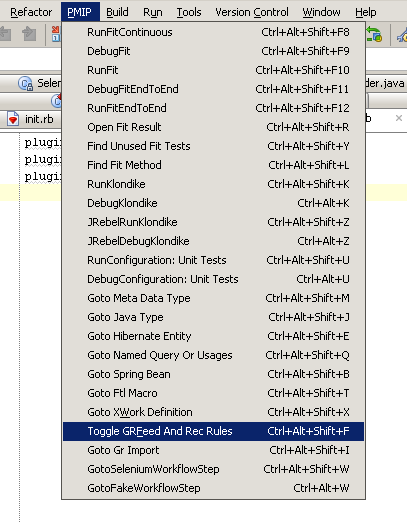 Refactor PMIP Build Run Tools Version Control Window Help
RunFitContinuous Ctrl+Alt+Shift+F8
DebugFit Ctrl+Alt+Shift+F9
RunFit Ctrl+Alt+Shift+F10
DebugFitEndToEnd Ctrl+Alt+Shift+F11
RunFitEndToEnd Ctrl+Alt+Shift+F12
Open Fit Result Ctrl+Alt+Shift+R
Find Unused Fit Tests Ctrl+Alt+Shift+Y
Find Fit Method Ctrl+Alt+Shift+L
RunKlondike Ctrl+Alt+Shift+K
DebugKlondike Ctrl+Alt+K
JRebelRunKlondike Ctrl+Alt+Shift+Z
JRebelDebugKlondike Ctrl+Alt+Z
RunConfiguration: Unit Tests Ctrl+Alt+Shift+U
DebugConfiguration: Unit Tests Ctrl+Alt+U
Goto Meta Data Type Ctrl+Alt+Shift+M
Goto Java Type Ctrl+Alt+Shift+J
Goto Hibernate Entity Ctrl+Alt+Shift+E
Goto Named Query Or Usages Ctrl+Alt+Shift+Q
Goto Spring Bean Ctrl+Alt+Shift+B
Goto Ftl Macro Ctrl+Alt+Shift+T
Goto XWork Definition Ctrl+Alt+Shift+X
Toggle GRFeed And Rec Rules Ctrl+Alt+Shift+F
Goto Gr Import Ctrl+Alt+Shift+I
GotoSeleniumWorkflowStep Ctrl+Alt+Shift+W
GotoFakeWorkflowStep Ctrl+Alt+W
Selen
der.java
init.rb
b
plugin
plugin
plugin